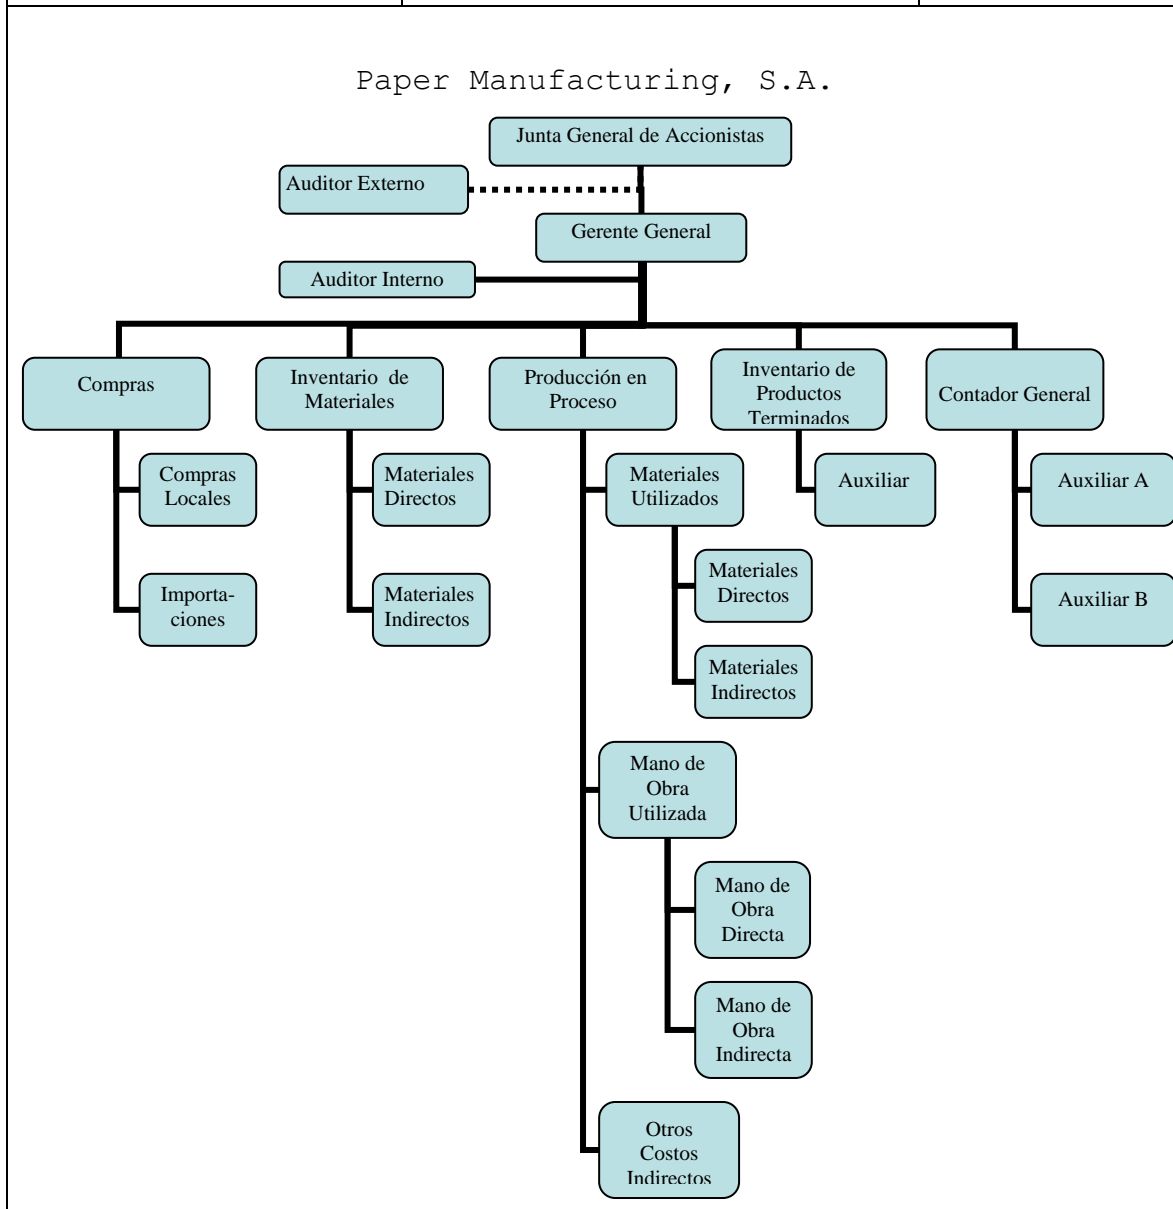 Paper Manufacturing, S.A.
Junta General de Accionistas
Auditor Externo
Gerente General
Auditor Interno
Compras
Inventario de
Materiales
Producción en
Proceso
Inventario de
Productos
Terminados
Contador General
Compras
Locales
Importa-
ciones
Materiales
Directos
Materiales
Indirectos
Materiales
Utilizados
Materiales
Directos
Materiales
Indirectos
Mano de
Obra
Utilizada
Mano de
Obra
Directa
Mano de
Obra
Indirecta
Otros
Costos
Indirectos
Auxiliar
Auxiliar A
Auxiliar B